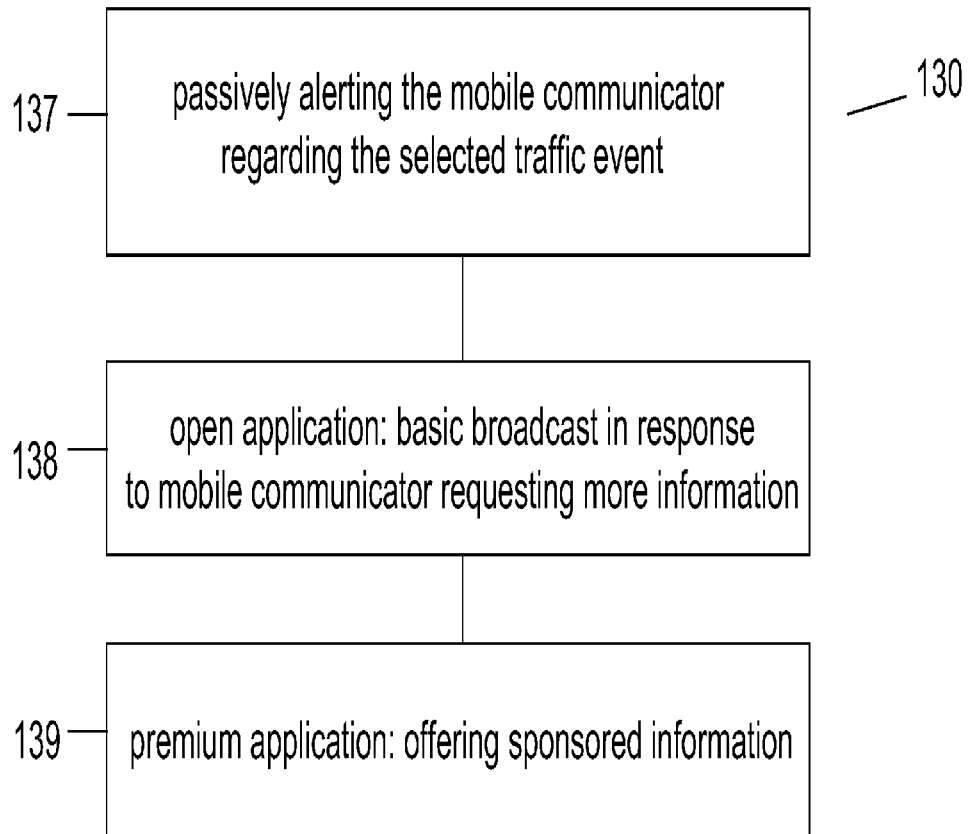 130
137
passively alerting the mobile communicator
regarding the selected traffic event
138
open application: basic broadcast in response
to mobile communicator requesting more information
139
premium application: offering sponsored information